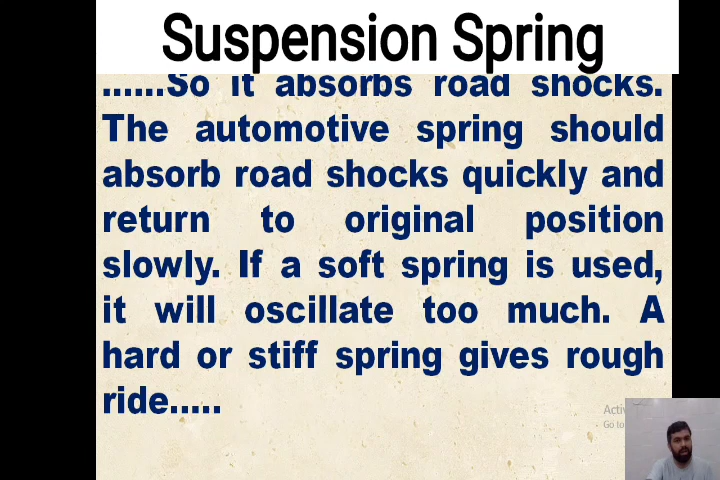 Suspension Spring
......So it absorbs road shocks.
The automotive spring should
absorb road shocks quickly and
return to original position
slowly. If a soft spring is used,
it will oscillate too much. A
hard or stiff spring gives rough
ride.....
Go to